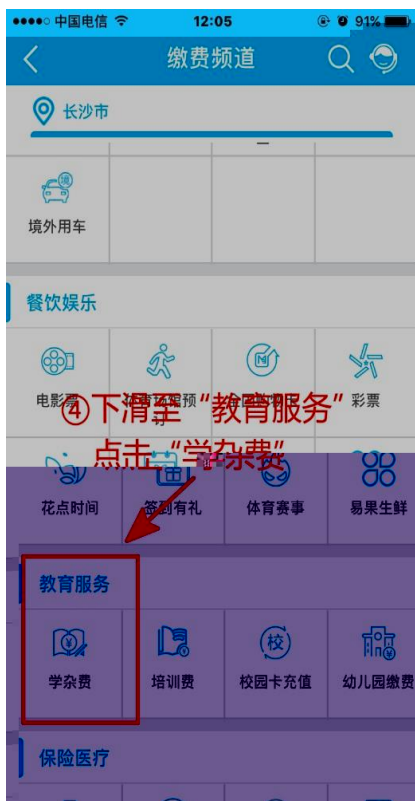 中国电信 12:05 91%
缴费频道
长沙市
境外用车
餐饮娱乐
电影票 彩票
④下滑至“教育服务”
点击“学杂费”
花点时间 签到有礼 体育赛事 易果生鲜
教育服务
学杂费 培训费 校园卡充值 幼儿园缴费
保险医疗